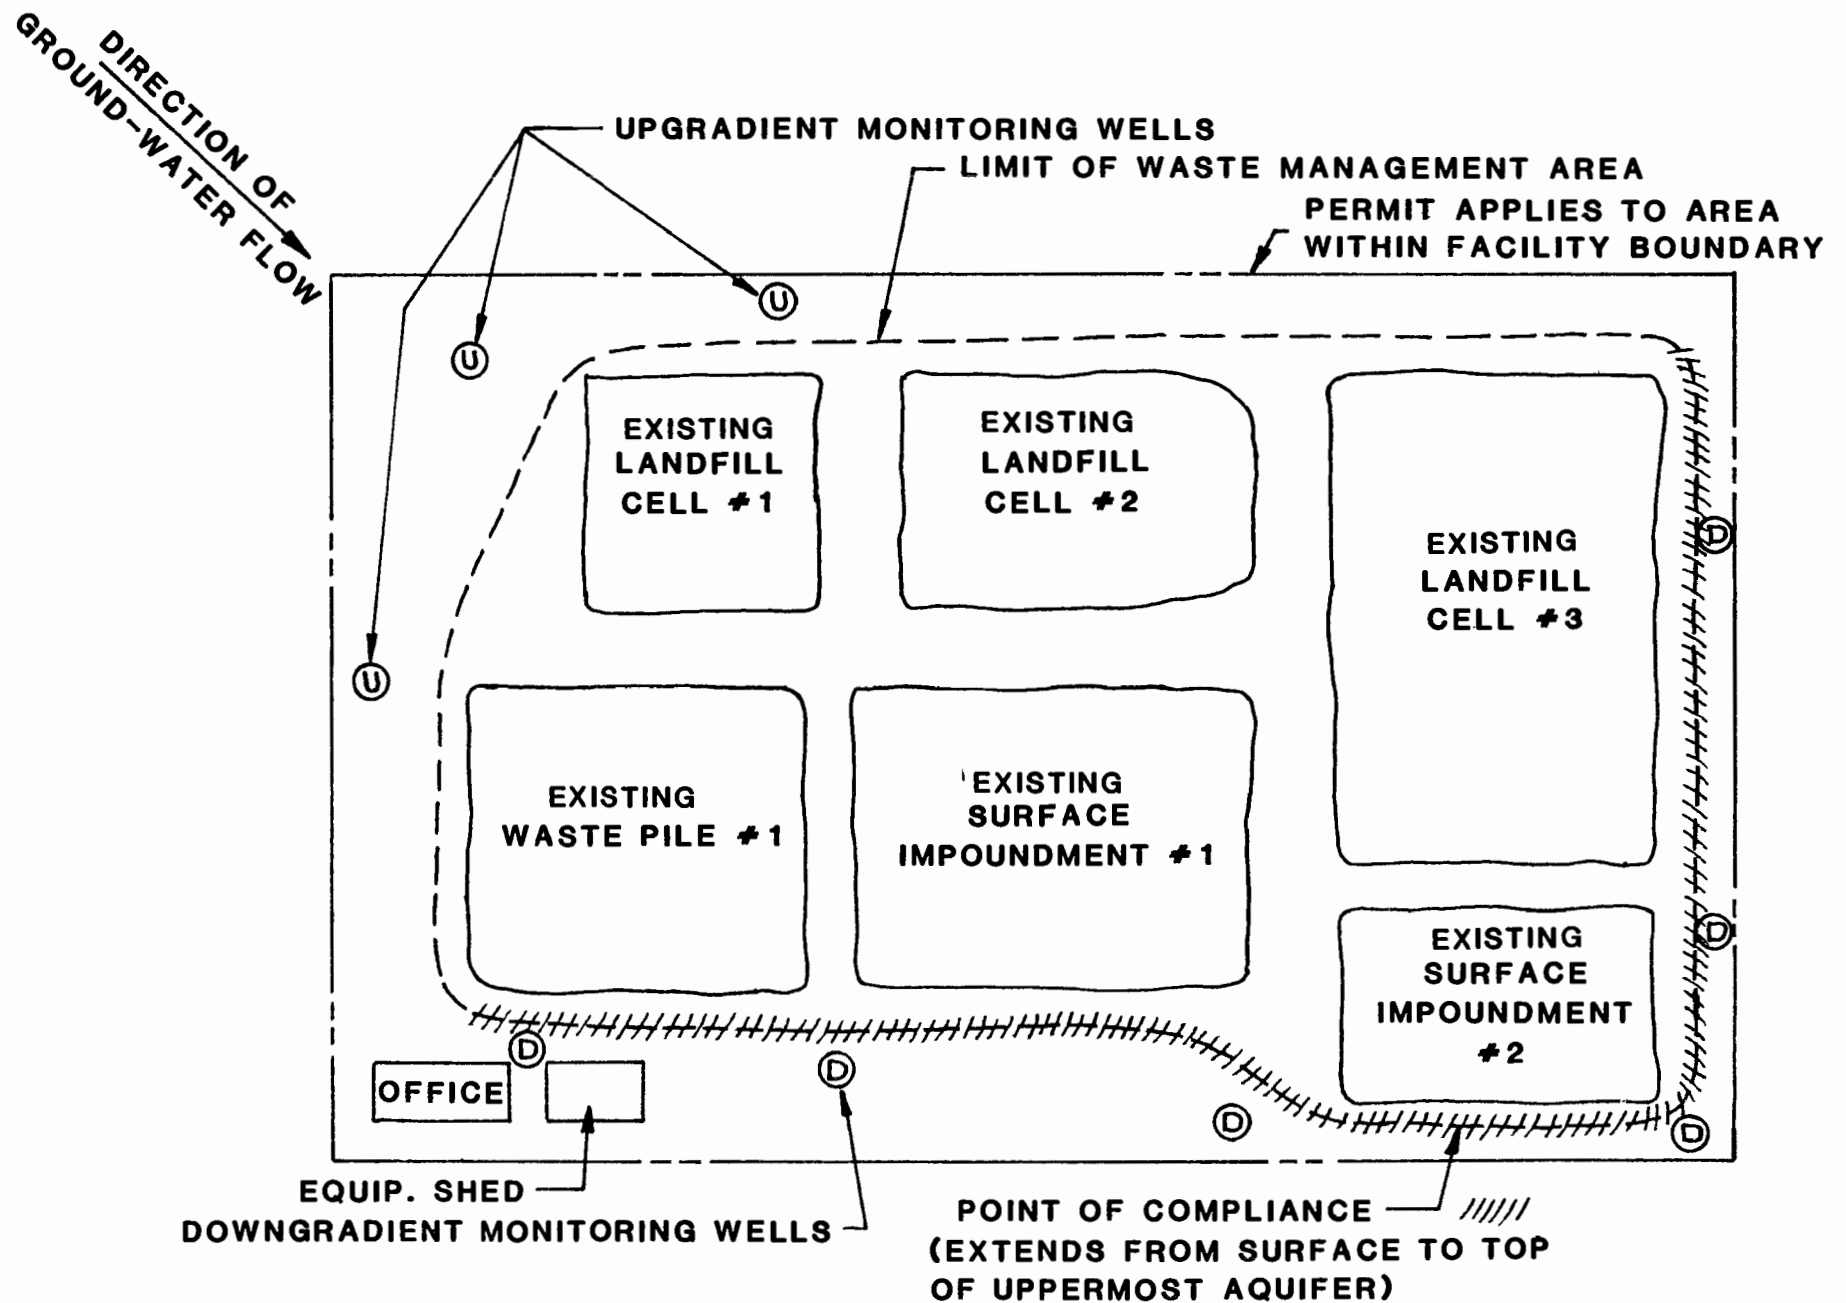 DIRECTION OF
GROUND-WATER FLOW
UPGRADIENT MONITORING WELLS
LIMIT OF WASTE MANAGEMENT AREA
PERMIT APPLIES TO AREA
WITHIN FACILITY BOUNDARY
U
U
U
EXISTING
LANDFILL
CELL #1
EXISTING
LANDFILL
CELL #2
EXISTING
LANDFILL
CELL #3
D
EXISTING
WASTE PILE #1
EXISTING
SURFACE
IMPOUNDMENT #1
D
EXISTING
SURFACE
IMPOUNDMENT
#2
D
D
D
D
OFFICE
EQUIP. SHED
DOWNGRADIENT MONITORING WELLS
POINT OF COMPLIANCE
(EXTENDS FROM SURFACE TO TOP
OF UPPERMOST AQUIFER)